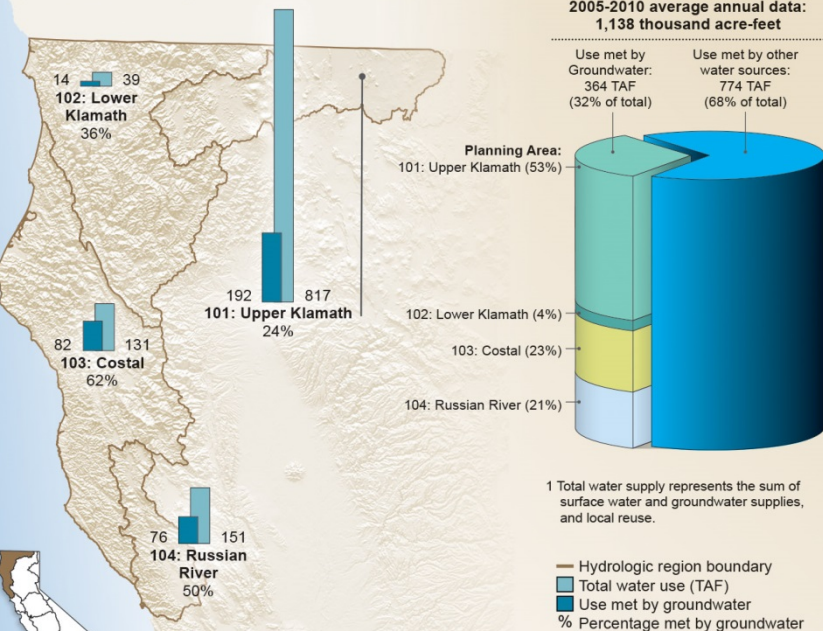 2005-2010 average annual data:
1,138 thousand acre-feet
Use met by
Groundwater:
364 TAF
(32% of total)
Use met by other
water sources:
774 TAF
(68% of total)
14 39
102: Lower
Klamath
36%
192 817
101: Upper Klamath
24%
82 131
103: Costal
62%
76 151
104: Russian
River
50%
Planning Area:
101: Upper Klamath (53%)
102: Lower Klamath (4%)
103: Costal (23%)
104: Russian River (21%)
1 Total water supply represents the sum of
surface water and groundwater supplies,
and local reuse.
Hydrologic region boundary
Total water use (TAF)
Use met by groundwater
% Percentage met by groundwater